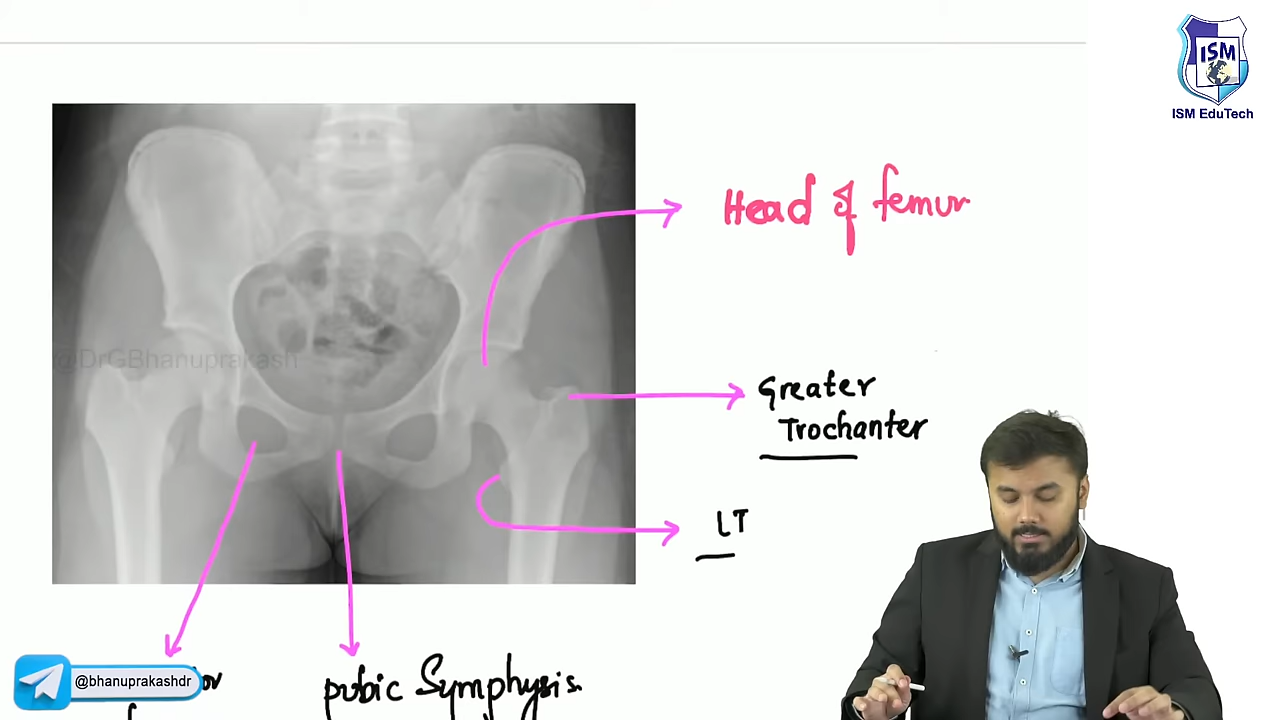 ISM
ISM EduTech
Head of femur
@DrGBhanuprakash
Greater
Trochanter
LT
@bhanuprakashdr
pubic Symphysis.